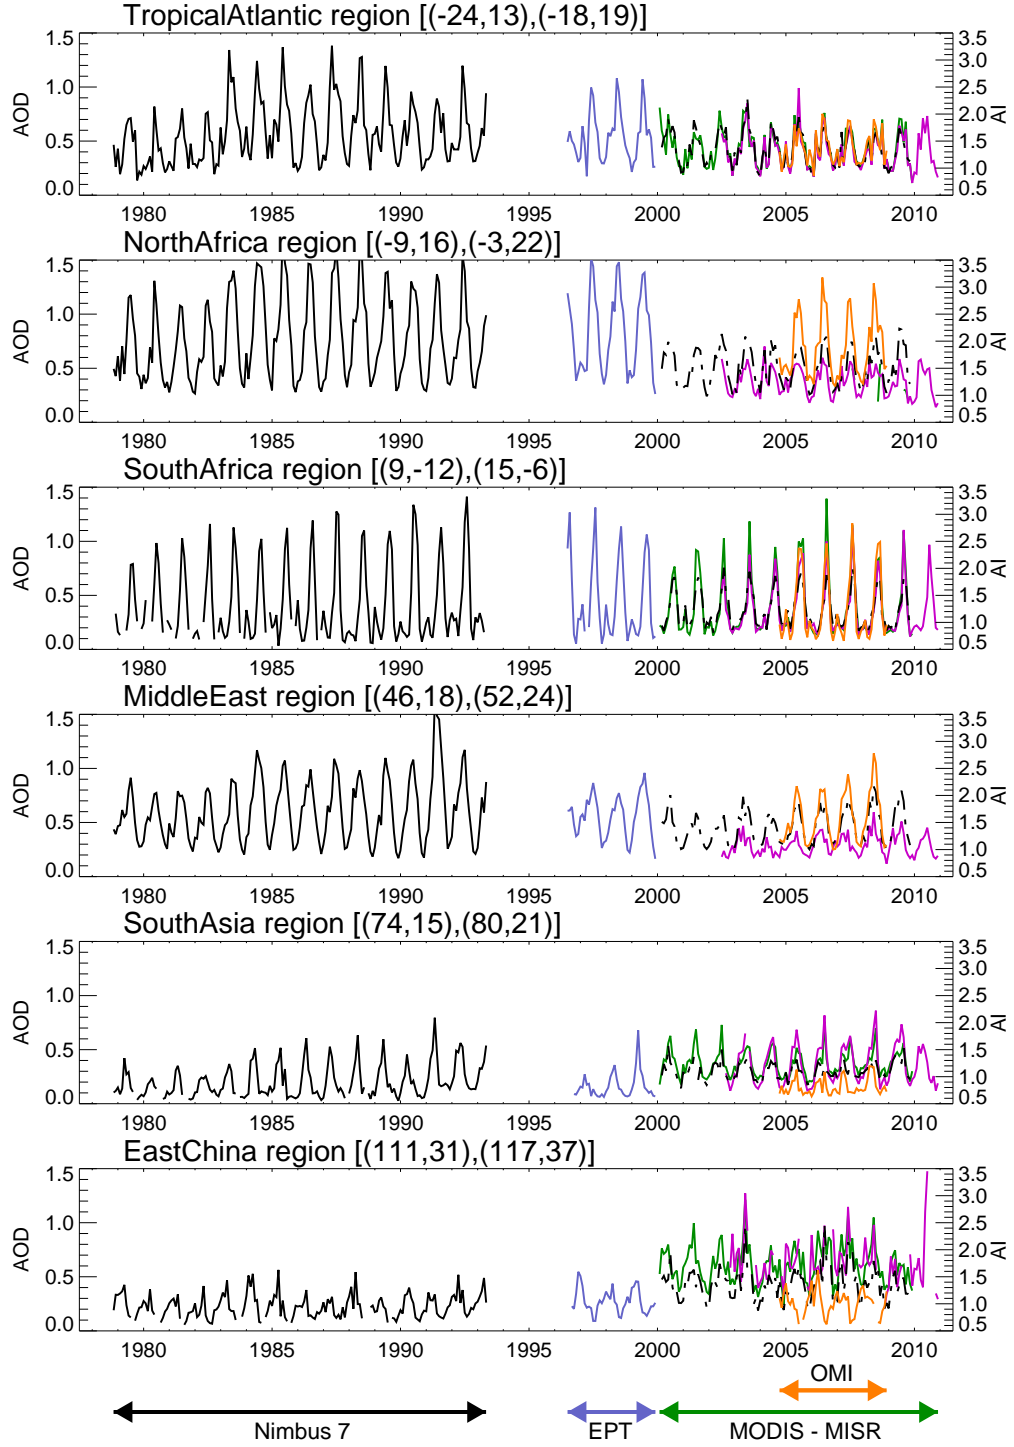 TropicalAtlantic region [(-24,13),(-18,19)]
1.5
1.0
0.5
0.0
AOD
3.5
3.0
2.5
2.0
1.5
1.0
0.5
AI
1980 1985 1990 1995 2000 2005 2010
NorthAfrica region [(-9,16),(-3,22)]
1.5
1.0
0.5
0.0
AOD
3.5
3.0
2.5
2.0
1.5
1.0
0.5
AI
1980 1985 1990 1995 2000 2005 2010
SouthAfrica region [(9,-12),(15,-6)]
1.5
1.0
0.5
0.0
AOD
3.5
3.0
2.5
2.0
1.5
1.0
0.5
AI
1980 1985 1990 1995 2000 2005 2010
MiddleEast region [(46,18),(52,24)]
1.5
1.0
0.5
0.0
AOD
3.5
3.0
2.5
2.0
1.5
1.0
0.5
AI
1980 1985 1990 1995 2000 2005 2010
SouthAsia region [(74,15),(80,21)]
1.5
1.0
0.5
0.0
AOD
3.5
3.0
2.5
2.0
1.5
1.0
0.5
AI
1980 1985 1990 1995 2000 2005 2010
EastChina region [(111,31),(117,37)]
1.5
1.0
0.5
0.0
AOD
3.5
3.0
2.5
2.0
1.5
1.0
0.5
AI
1980 1985 1990 1995 2000 2005 2010
OMI
Nimbus 7 EPT MODIS - MISR